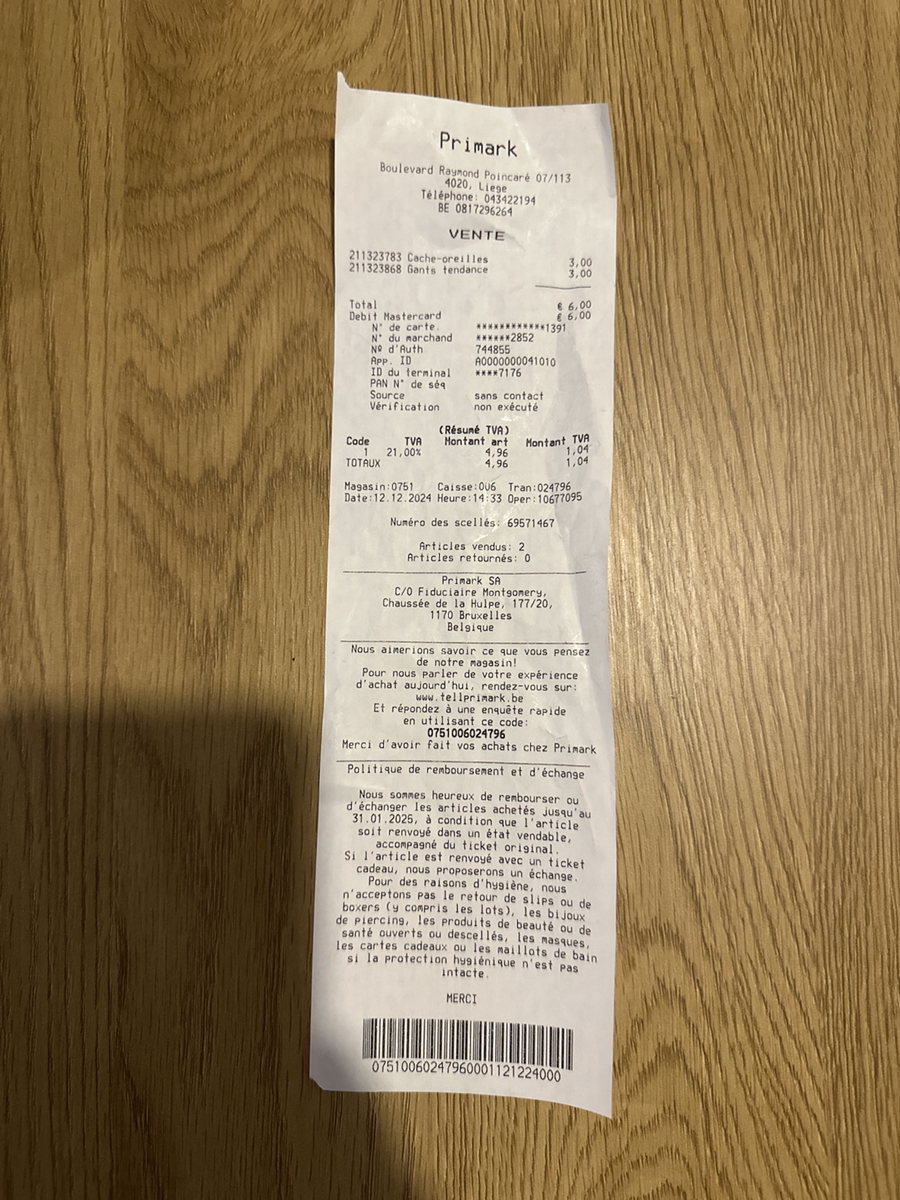 Primark
Boulevard Raymond Poincaré 07/113
4020, Liege
Téléphone: 043422194
BE 0817296264
VENTE
211323783 Cache-oreilles 3,00
211323868 Gants tendance 3,00
Total € 6,00
Debit Mastercard € 6,00
N° de carte. ***********1391
N° du marchand ******2852
Nº d'Auth 744855
App. ID A0000000041010
ID du terminal ****7176
PAN N° de séq
Source sans contact
Vérification non exécuté
(Résumé TVA)
Code TVA Montant art Montant TVA
1 21,00% 4,96 1,04
TOTAUX 4,96 1,04
Magasin:0751 Caisse:006 Tran:024796
Date:12.12.2024 Heure:14:33 Oper:10677095
Numéro des scellés: 69571467
Articles vendus: 2
Articles retournés: 0
Primark SA
C/O Fiduciaire Montgomery,
Chaussée de la Hulpe, 177/20,
1170 Bruxelles
Belgique
Nous aimerions savoir ce que vous pensez
de notre magasin!
Pour nous parler de votre expérience
d'achat aujourd'hui, rendez-vous sur:
www.tellprimark.be
Et répondez à une enquête rapide
en utilisant ce code:
0751006024796
Merci d'avoir fait vos achats chez Primark
Politique de remboursement et d'échange
Nous sommes heureux de rembourser ou
d'échanger les articles achetés jusqu'au
31.01.2025, à condition que l'article
soit renvoyé dans un état vendable,
accompagné du ticket original.
Si l'article est renvoyé avec un ticket
cadeau, nous proposerons un échange.
Pour des raisons d'hygiène, nous
n'acceptons pas le retour de slips ou de
boxers (y compris les lots), les bijoux
de piercing, les produits de beauté ou de
santé ouverts ou descellés, les masques,
les cartes cadeaux ou les maillots de bain
si la protection hygiénique n'est pas
intacte.
MERCI
07510060247960001121224000